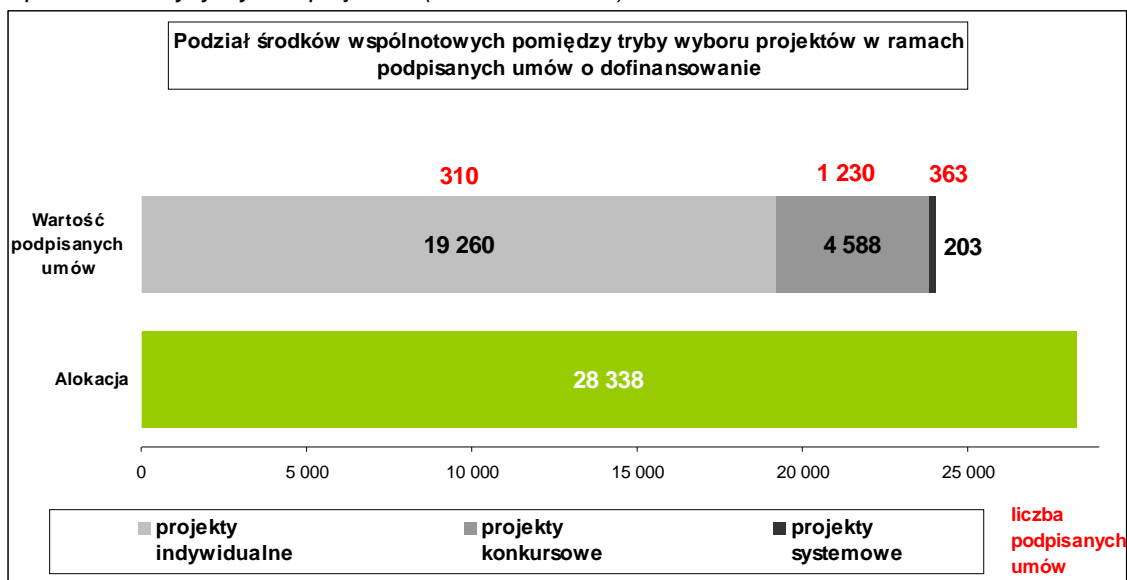 Podział środków wspólnotowych pomiędzy tryby wyboru projektów w ramach
podpisanych umów o dofinansowanie
310
1 230
363
Wartość
podpisanych
umów
19 260
4 588
203
Alokacja
28 338
0
5 000
10 000
15 000
20 000
25 000
projekty
indywidualne
projekty
konkursowe
projekty
systemowe
liczba
podpisanych
umów